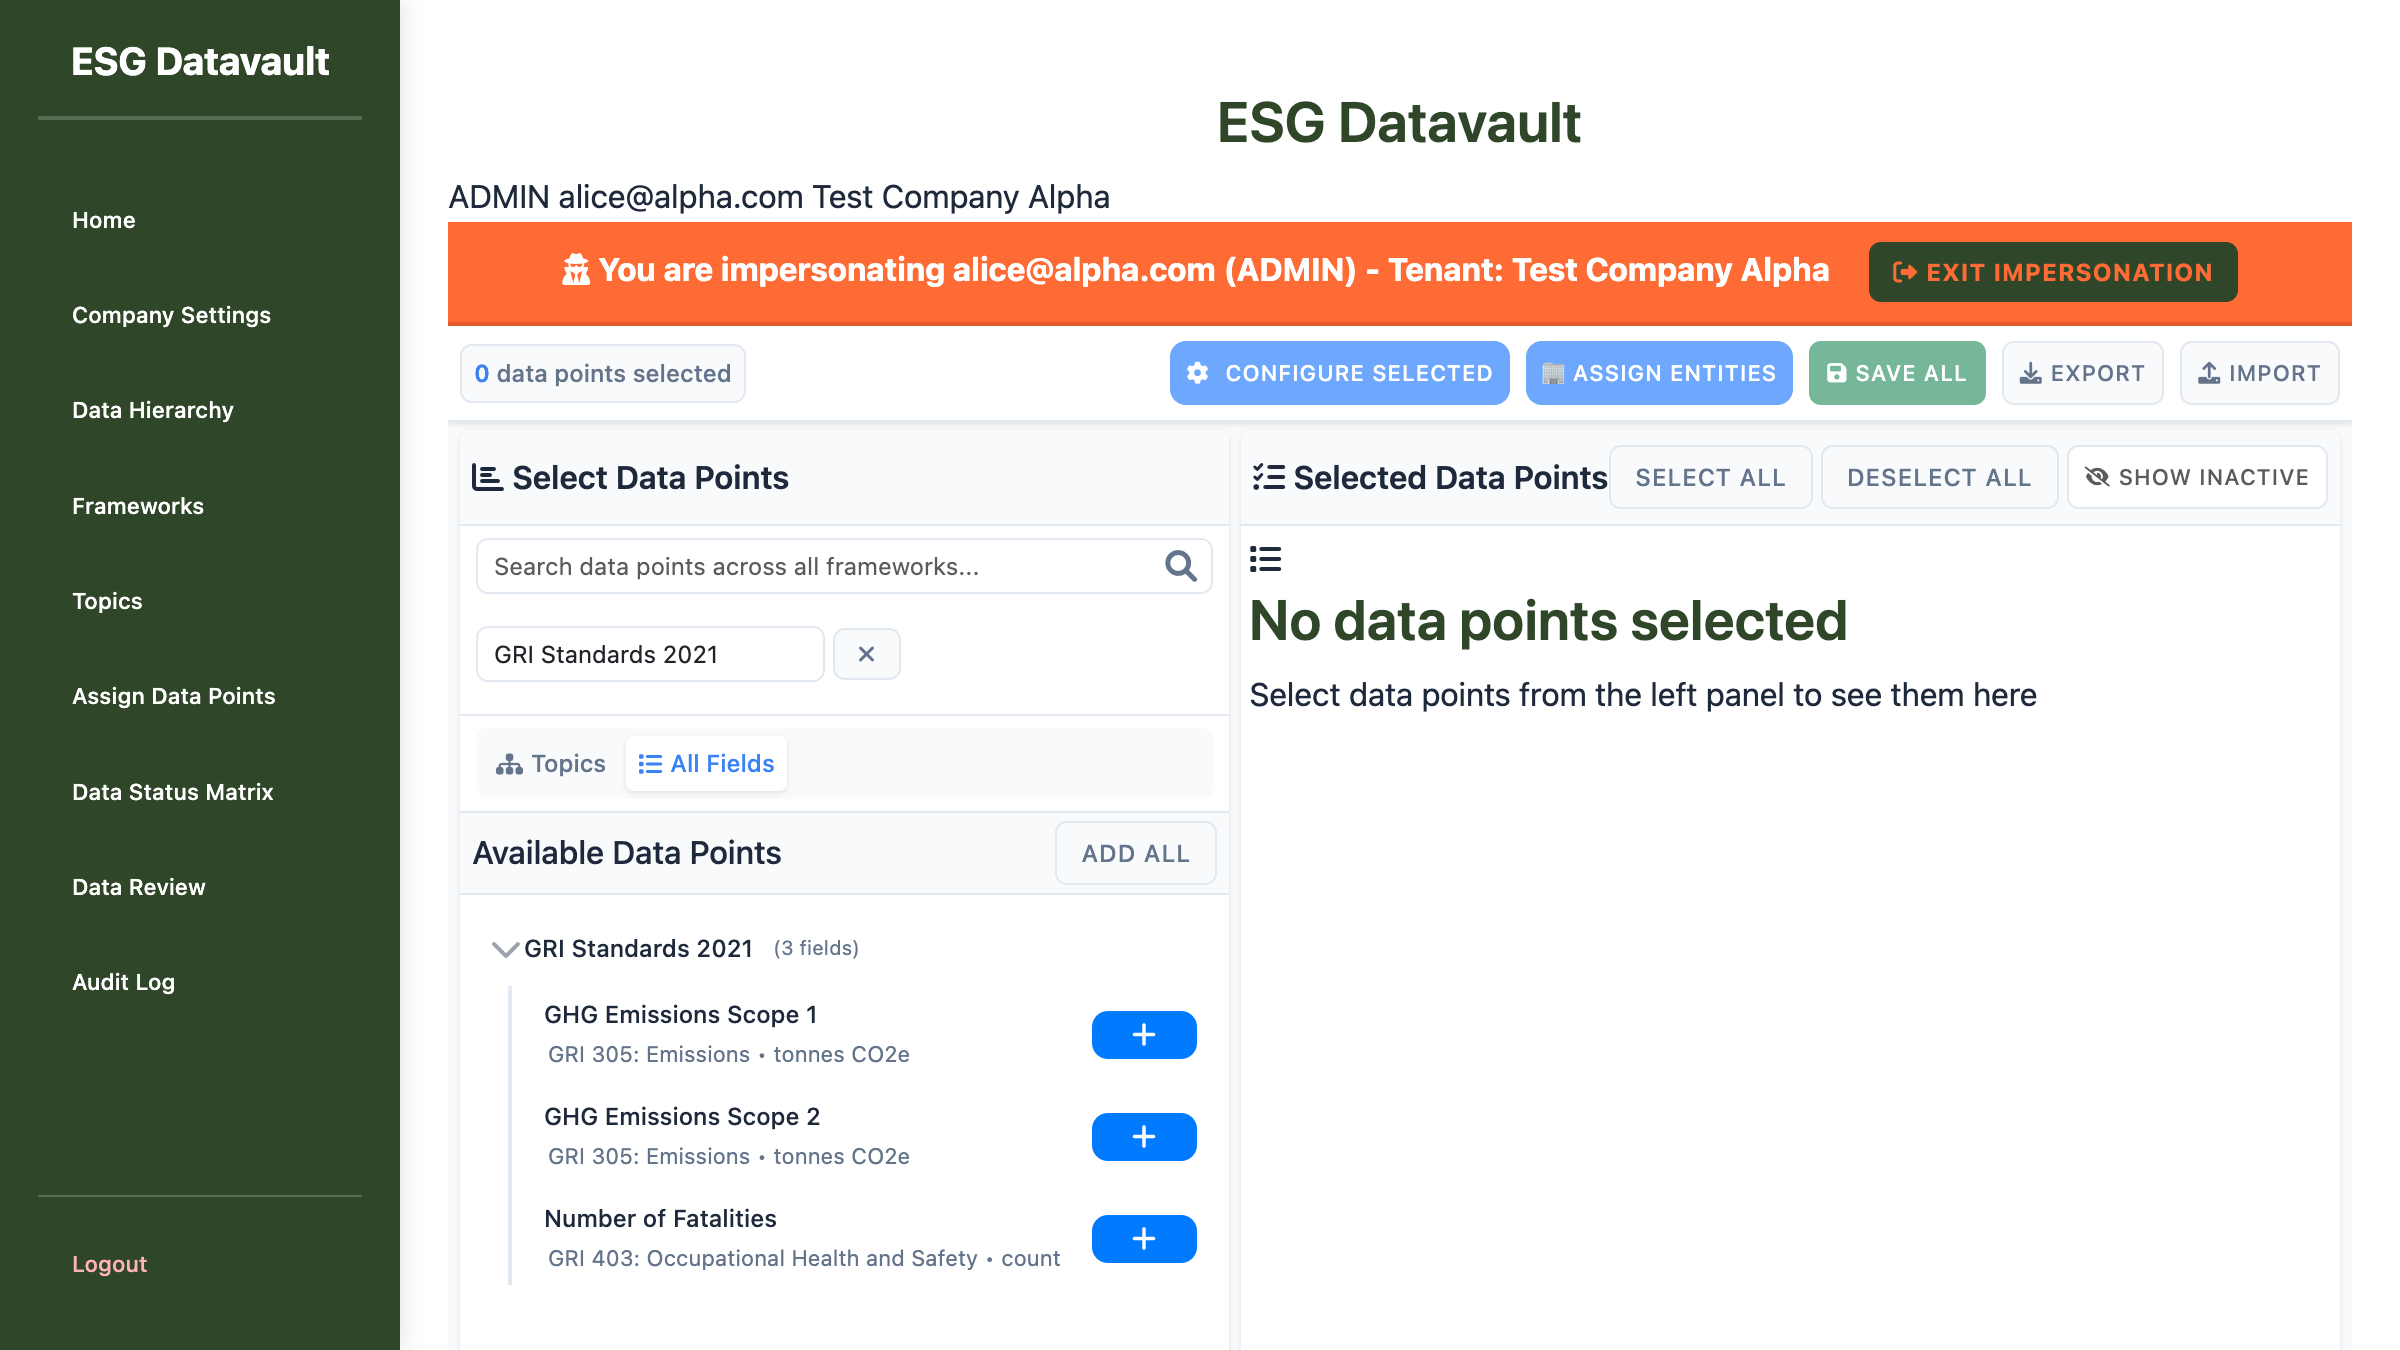 ESG Datavault
Home
Company Settings
Data Hierarchy
Frameworks
Topics
Assign Data Points
Data Status Matrix
Data Review
Audit Log
Logout
ESG Datavault
ADMIN alice@alpha.com Test Company Alpha
You are impersonating alice@alpha.com (ADMIN) - Tenant: Test Company Alpha
EXIT IMPERSONATION
0 data points selected
CONFIGURE SELECTED
ASSIGN ENTITIES
SAVE ALL
EXPORT
IMPORT
Select Data Points
Search data points across all frameworks...
GRI Standards 2021
Topics
All Fields
Available Data Points
ADD ALL
GRI Standards 2021 (3 fields)
GHG Emissions Scope 1
GRI 305: Emissions • tonnes CO2e
GHG Emissions Scope 2
GRI 305: Emissions • tonnes CO2e
Number of Fatalities
GRI 403: Occupational Health and Safety • count
Selected Data Points
SELECT ALL
DESELECT ALL
SHOW INACTIVE
No data points selected
Select data points from the left panel to see them here